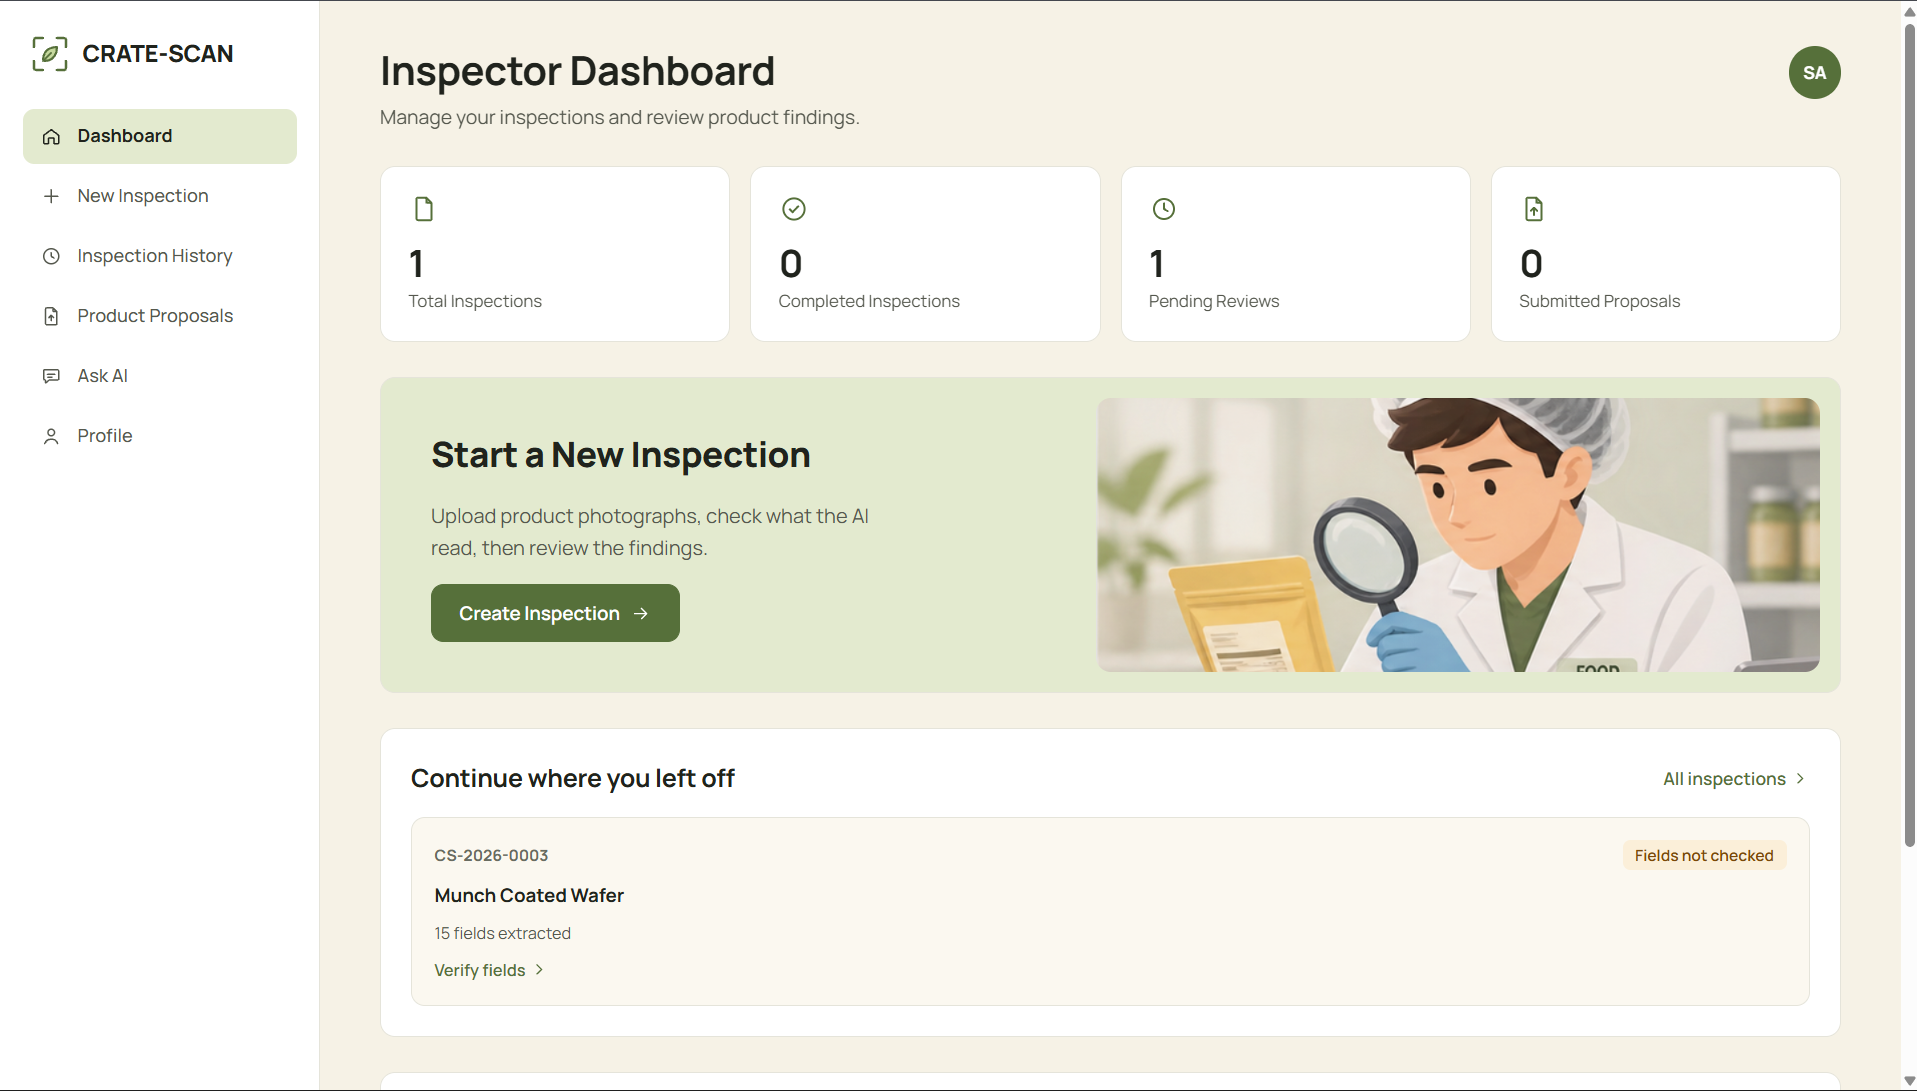 CRATE-SCAN
Dashboard
New Inspection
Inspection History
Product Proposals
Ask AI
Profile
Inspector Dashboard
Manage your inspections and review product findings.
SA
1
Total Inspections
0
Completed Inspections
1
Pending Reviews
0
Submitted Proposals
Start a New Inspection
Upload product photographs, check what the AI
read, then review the findings.
Create Inspection
FOOD
Continue where you left off
All inspections
CS-2026-0003
Fields not checked
Munch Coated Wafer
15 fields extracted
Verify fields